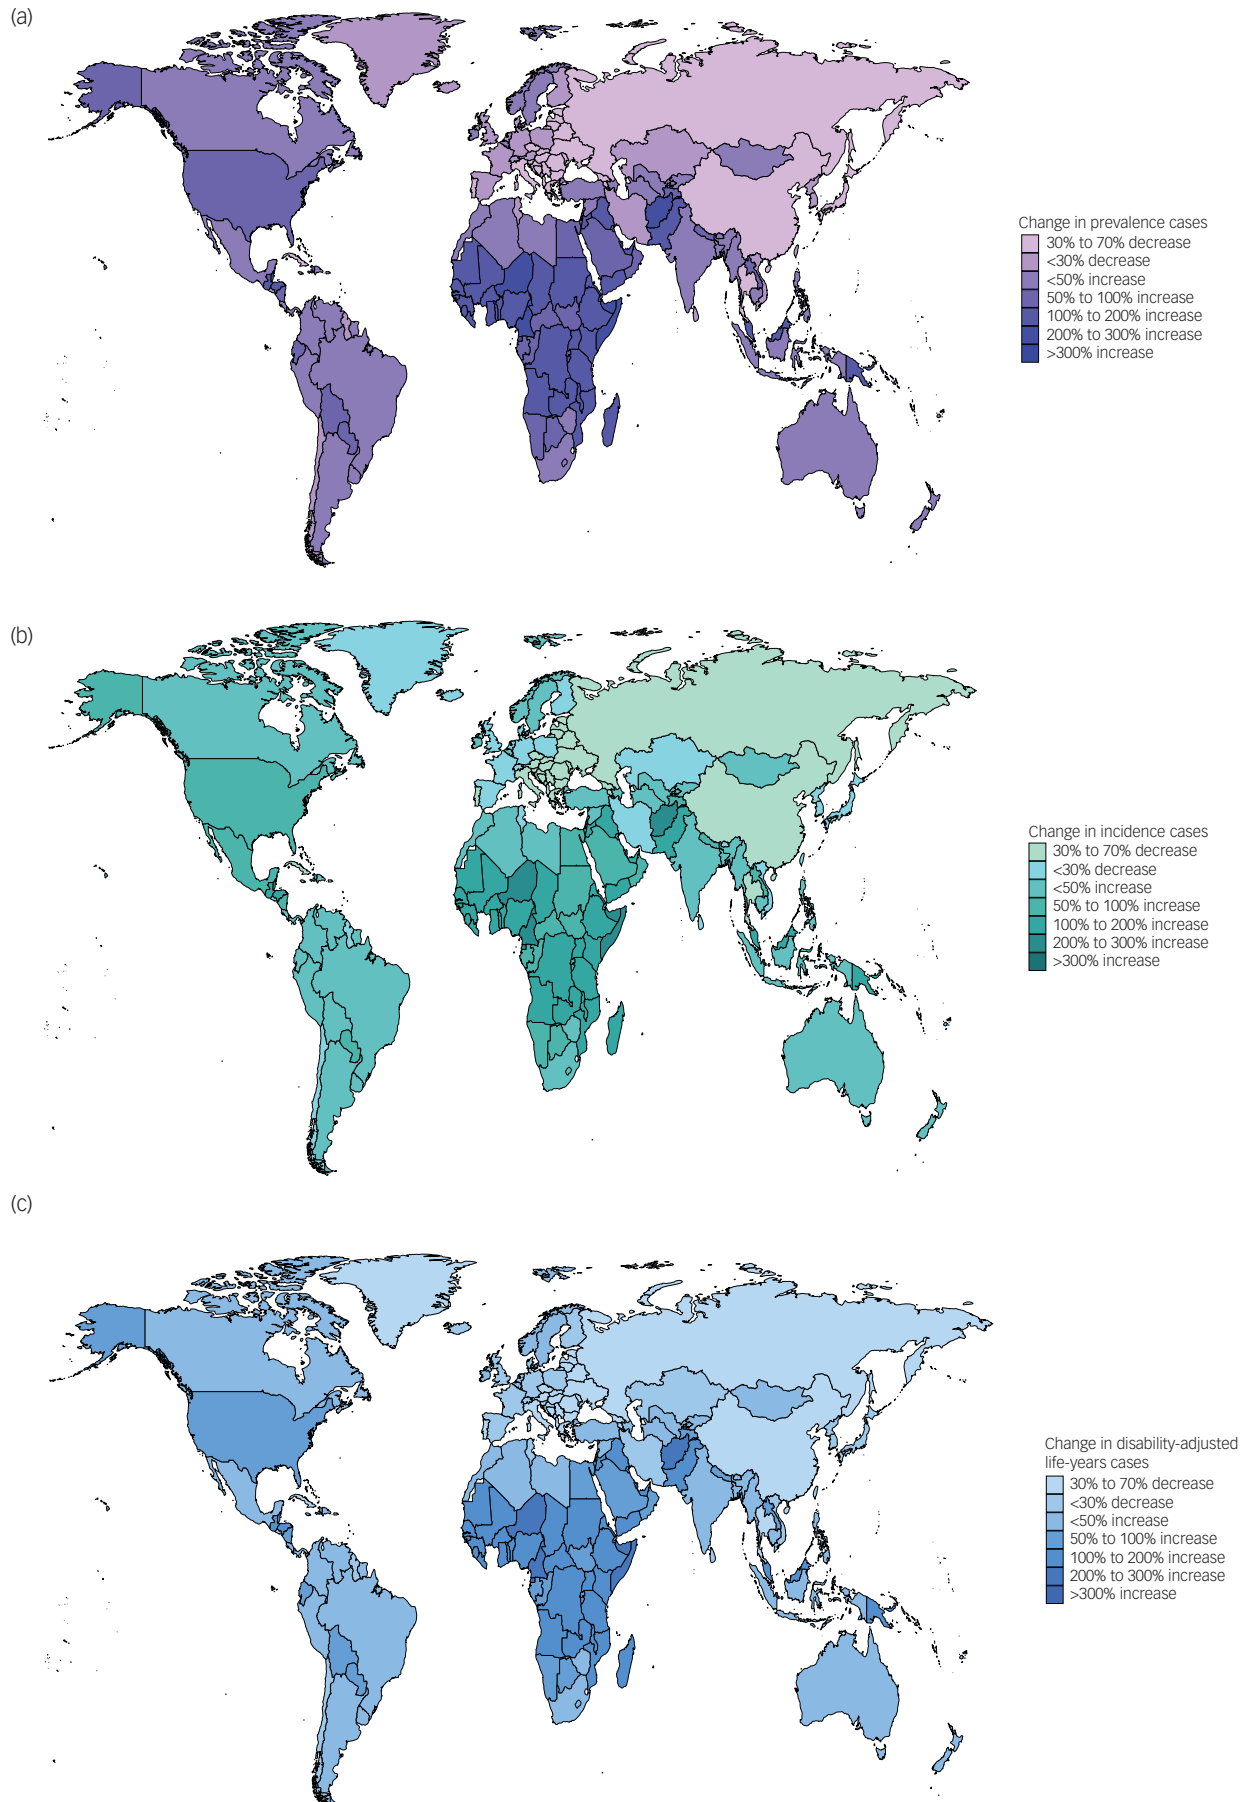 (a)
Change in prevalence cases
30% to 70% decrease
<30% decrease
<50% increase
50% to 100% increase
100% to 200% increase
200% to 300% increase
>300% increase
(b)
Change in incidence cases
30% to 70% decrease
<30% decrease
<50% increase
50% to 100% increase
100% to 200% increase
200% to 300% increase
>300% increase
(c)
Change in disability-adjusted
life-years cases
30% to 70% decrease
<30% decrease
<50% increase
50% to 100% increase
100% to 200% increase
200% to 300% increase
>300% increase